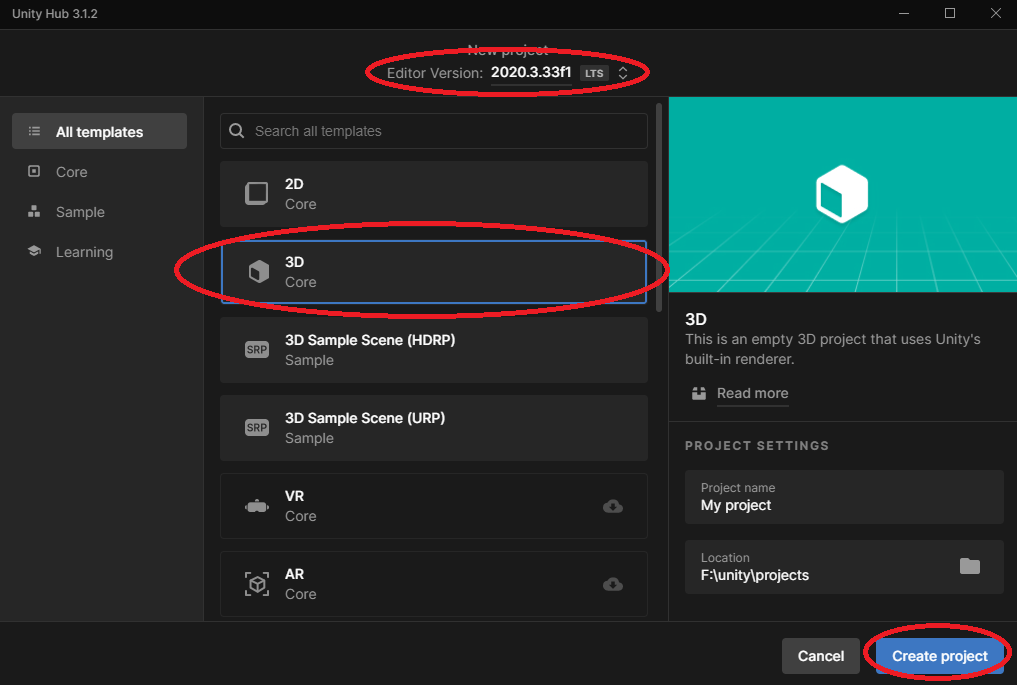 Unity Hub 3.1.2
New project
Editor Version: 2020.3.33f1 LTS
All templates
Core
Sample
Learning
Search all templates
2D
Core
3D
Core
SRP
3D Sample Scene (HDRP)
Sample
SRP
3D Sample Scene (URP)
Sample
VR
Core
AR
Core
3D
This is an empty 3D project that uses Unity's
built-in renderer.
Read more
PROJECT SETTINGS
Project name
My project
Location
F:\unity\projects
Cancel
Create project